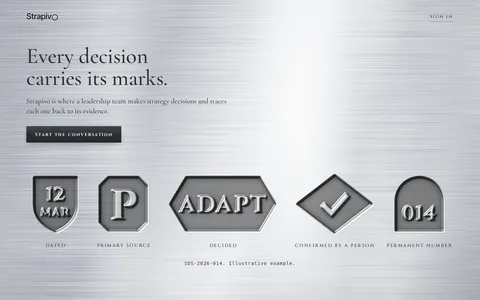 Strapivo
SIGN IN
Every decision
carries its marks.
Strapivo is where a leadership team makes strategy decisions and traces
each one back to its evidence.
START THE CONVERSATION
12
MAR
P
ADAPT
014
DATED
PRIMARY SOURCE
DECIDED
CONFIRMED BY A PERSON
PERMANENT NUMBER
SDS-2026-014. Illustrative example.